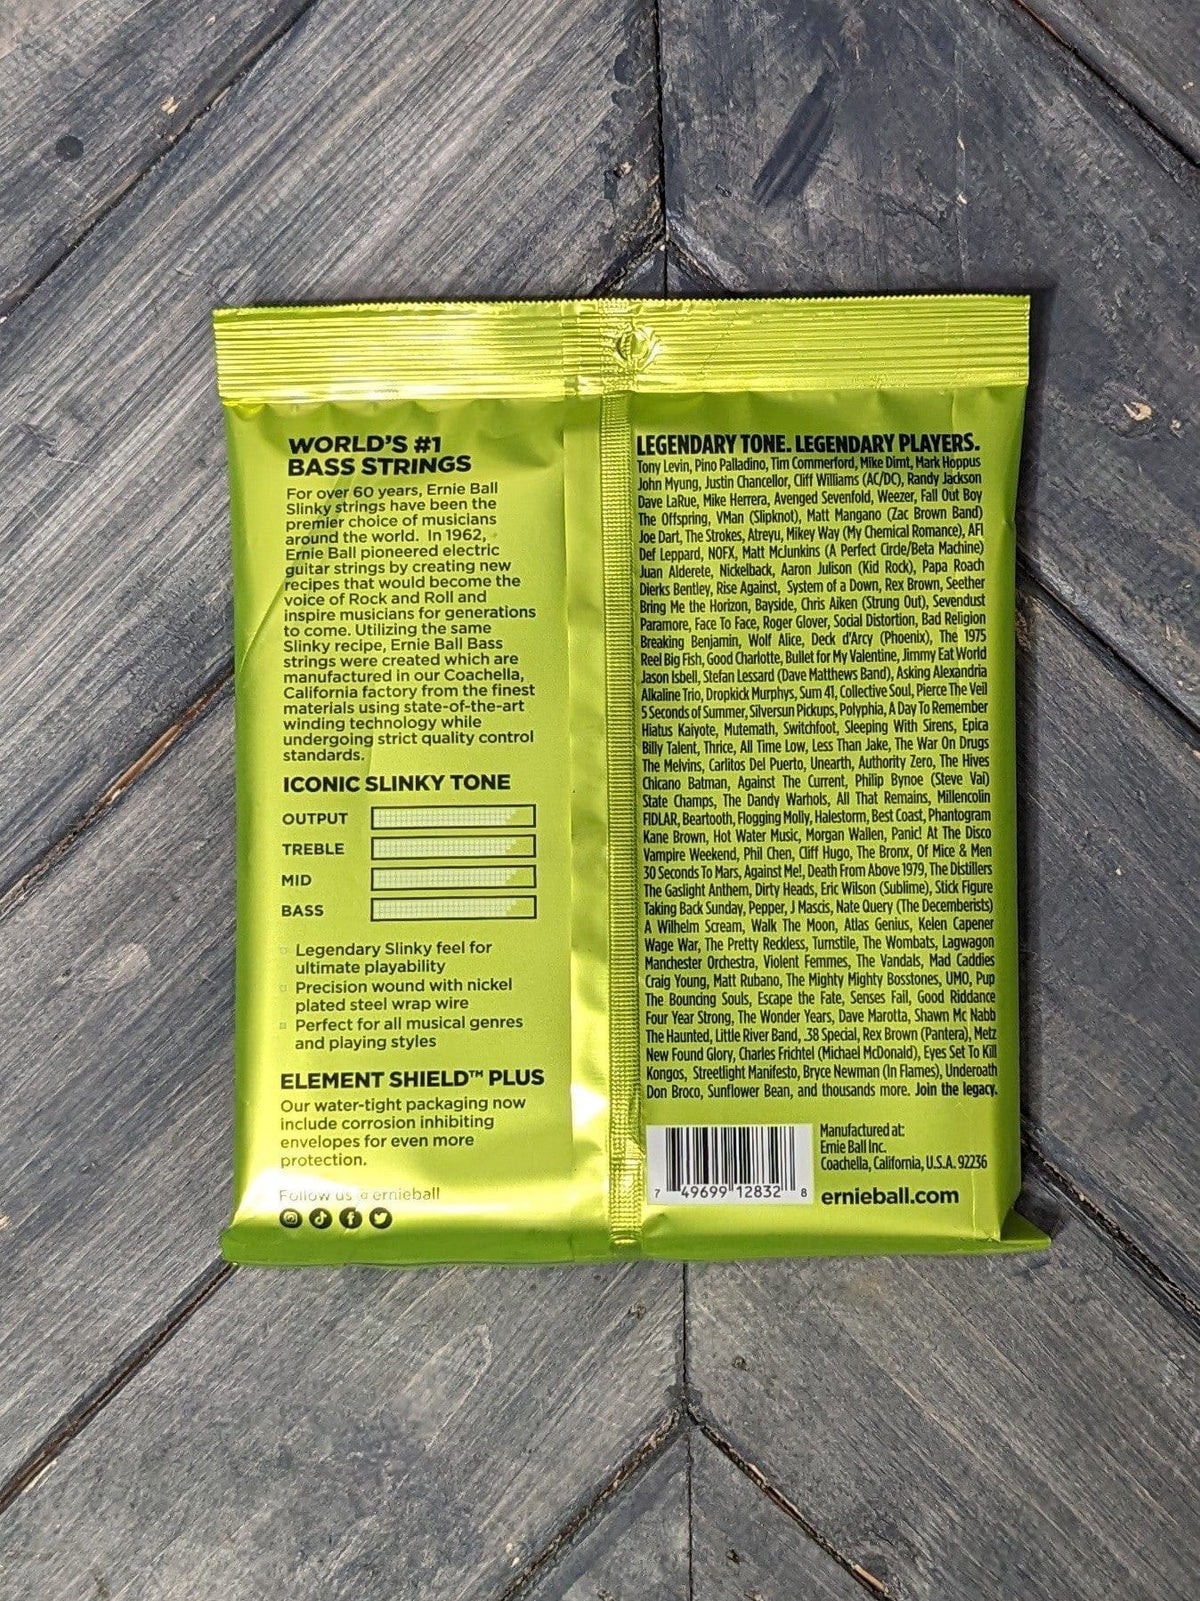 WORLD'S #1
BASS STRINGS
For over 60 years, Ernie Ball
Slinky strings have been the
premier choice of musicians
around the world. In 1962,
Ernie Ball pioneered electric
guitar strings by creating new
recipes that would become the
voice of Rock and Roll and
inspire musicians for generations
to come. Utilizing the same
Slinky recipe, Ernie Ball Bass
strings were created which are
manufactured in our Coachella,
California factory from the finest
materials using state-of-the-art
winding technology while
undergoing strict quality control
standards.
ICONIC SLINKY TONE
OUTPUT
TREBLE
MID
BASS
Legendary Slinky feel for
ultimate playability
Precision wound with nickel
plated steel wrap wire
Perfect for all musical genres
and playing styles
ELEMENT SHIELD™ PLUS
Our water-tight packaging now
include corrosion inhibiting
envelopes for even more
protection.
Follow us @ernieball
LEGENDARY TONE. LEGENDARY PLAYERS.
Tony Levin, Pino Palladino, Tim Commerford, Mike Dirnt, Mark Hoppus
John Myung, Justin Chancellor, Cliff Williams (AC/DC), Randy Jackson
Dave LaRue, Mike Herrera, Avenged Sevenfold, Weezer, Fall Out Boy
The Offspring, VMan (Slipknot), Matt Mangano (Zac Brown Band)
Joe Dart, The Strokes, Atreyu, Mikey Way (My Chemical Romance), AFI
Def Leppard, NOFX, Matt McJunkins (A Perfect Circle/Beta Machine)
Juan Alderete, Nickelback, Aaron Julison (Kid Rock), Papa Roach
Dierks Bentley, Rise Against, System of a Down, Rex Brown, Seether
Bring Me the Horizon, Bayside, Chris Aiken (Strung Out), Sevendust
Paramore, Face To Face, Roger Glover, Social Distortion, Bad Religion
Breaking Benjamin, Wolf Alice, Deck d'Arcy (Phoenix), The 1975
Reel Big Fish, Good Charlotte, Bullet for My Valentine, Jimmy Eat World
Jason Isbell, Stefan Lessard (Dave Matthews Band), Asking Alexandria
Alkaline Trio, Dropkick Murphys, Sum 41, Collective Soul, Pierce The Veil
5 Seconds of Summer, Silversun Pickups, Polyphia, A Day To Remember
Hiatus Kaiyote, Mutemath, Switchfoot, Sleeping With Sirens, Epica
Billy Talent, Thrice, All Time Low, Less Than Jake, The War On Drugs
The Melvins, Carlitos Del Puerto, Unearth, Authority Zero, The Hives
Chicano Batman, Against The Current, Philip Bynoe (Steve Vai)
State Champs, The Dandy Warhols, All That Remains, Millencolin
FIDLAR, Beartooth, Flogging Molly, Halestorm, Best Coast, Phantogram
Kane Brown, Hot Water Music, Morgan Wallen, Panic! At The Disco
Vampire Weekend, Phil Chen, Cliff Hugo, The Bronx, Of Mice & Men
30 Seconds To Mars, Against Me!, Death From Above 1979, The Distillers
The Gaslight Anthem, Dirty Heads, Eric Wilson (Sublime), Stick Figure
Taking Back Sunday, Pepper, J Mascis, Nate Query (The Decemberists)
A Wilhelm Scream, Walk The Moon, Atlas Genius, Kelen Capener
Wage War, The Pretty Reckless, Turnstile, The Wombats, Lagwagon
Manchester Orchestra, Violent Femmes, The Vandals, Mad Caddies
Craig Young, Matt Rubano, The Mighty Mighty Bosstones, UMO, Pup
The Bouncing Souls, Escape the Fate, Senses Fail, Good Riddance
Four Year Strong, The Wonder Years, Dave Marotta, Shawn Mc Nabb
The Haunted, Little River Band, .38 Special, Rex Brown (Pantera), Metz
New Found Glory, Charles Frichtel (Michael McDonald), Eyes Set To Kill
Kongos, Streetlight Manifesto, Bryce Newman (In Flames), Underoath
Don Broco, Sunflower Bean, and thousands more. Join the legacy.
7 49699 12832 8
Manufactured at:
Ernie Ball Inc.
Coachella, California, U.S.A. 92236
ernieball.com